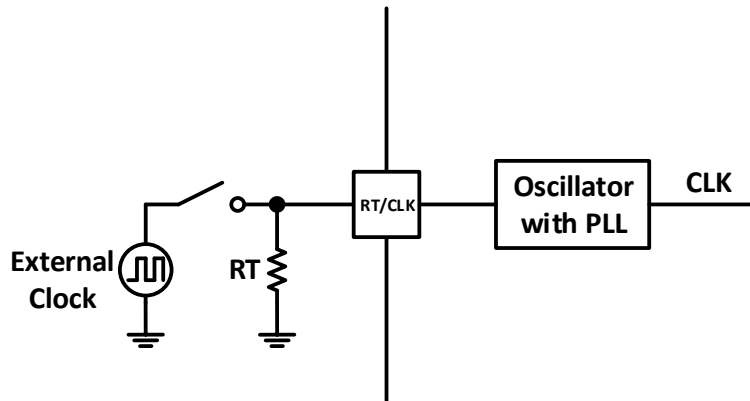 External
Clock
RT
RT/CLK
Oscillator
with PLL
CLK